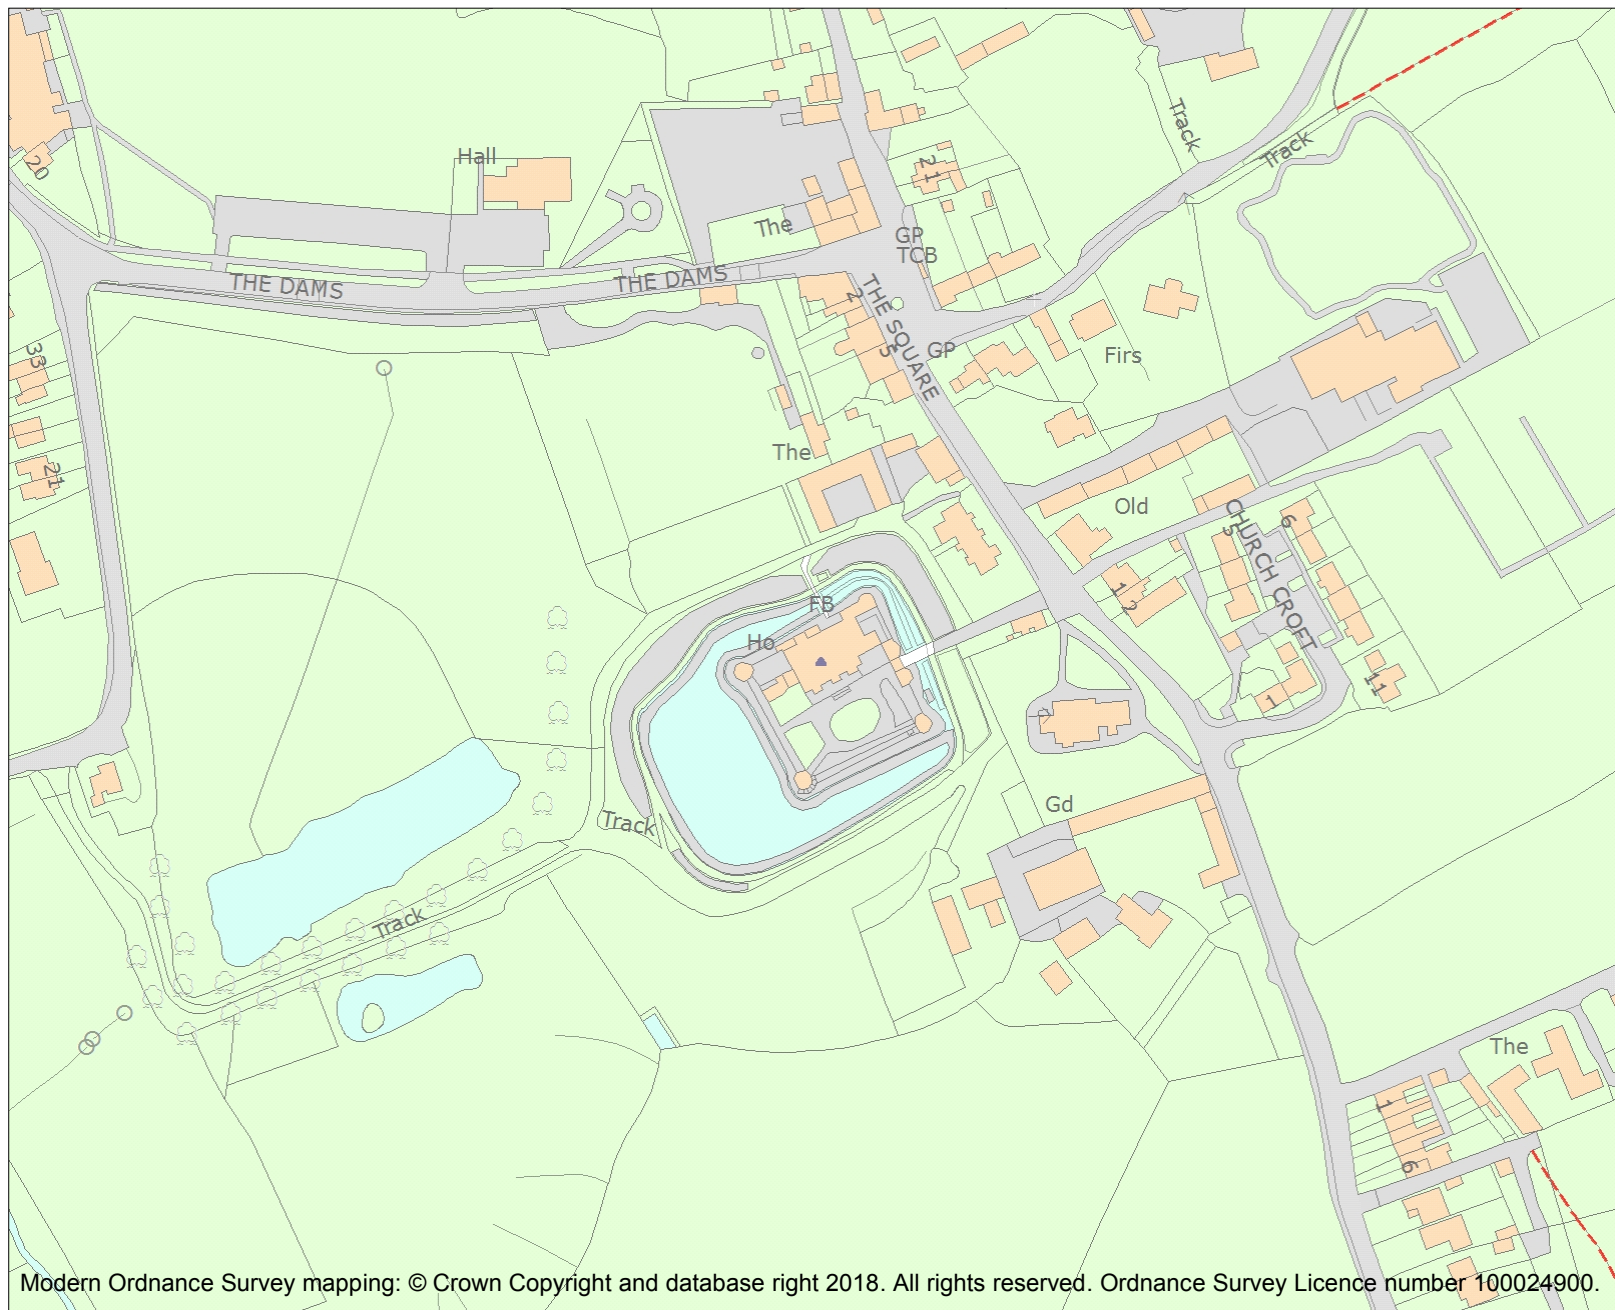 Track
Track
Hall
20
21
The
GP
TCB
THE DAMS
THE DAMS
THE SQUARE
2
5
GP
Firs
33
21
The
Old
CHURCH CROFT
5
6
1 2
FB
Ho
11
1
Track
Gd
Track
The
1
6
Modern Ordnance Survey mapping: © Crown Copyright and database right 2018. All rights reserved. Ordnance Survey Licence number 100024900.